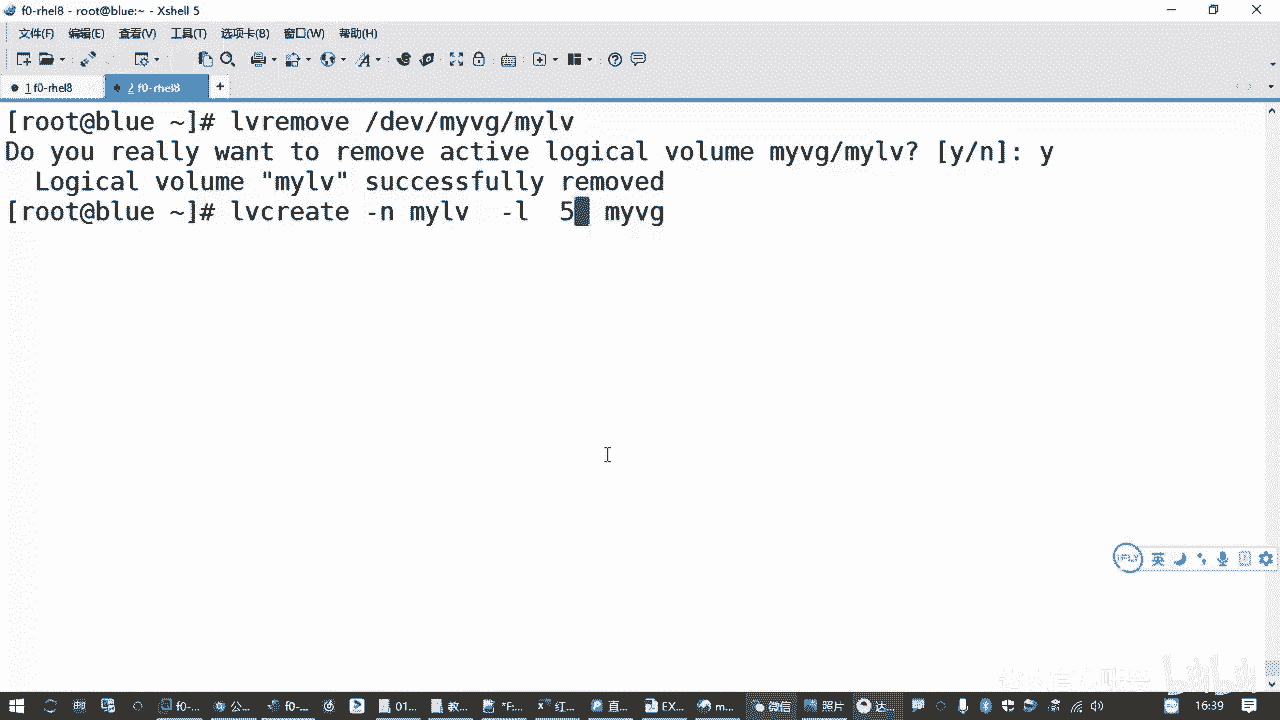 f0-rhel8 - root@blue:~ - Xshell 5
文件(F) 编辑(E) 查看(V) 工具(T) 选项卡(B) 窗口(W) 帮助(H)
1 f0-rhel8 2 f0-rhel8 +
[root@blue ~]# lvremove /dev/myvg/mylv
Do you really want to remove active logical volume myvg/mylv? [y/n]: y
Logical volume "mylv" successfully removed
[root@blue ~]# lvcreate -n mylv -l 5 myvg
iFLY 英
f0-... 公... f0-... 01... 教... *F... 红... 直... EX... m... 微信 照片 达... 16:39